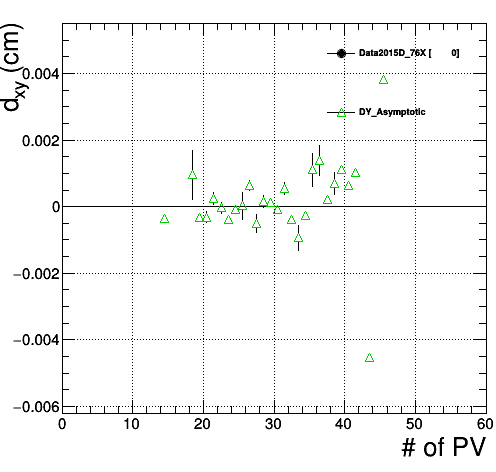 d_xy (cm)
Data2015D_76X [ 0]
0.004
DY_Asymptotic
0.002
0
−0.002
−0.004
−0.006
0 10 20 30 40 50 60
# of PV